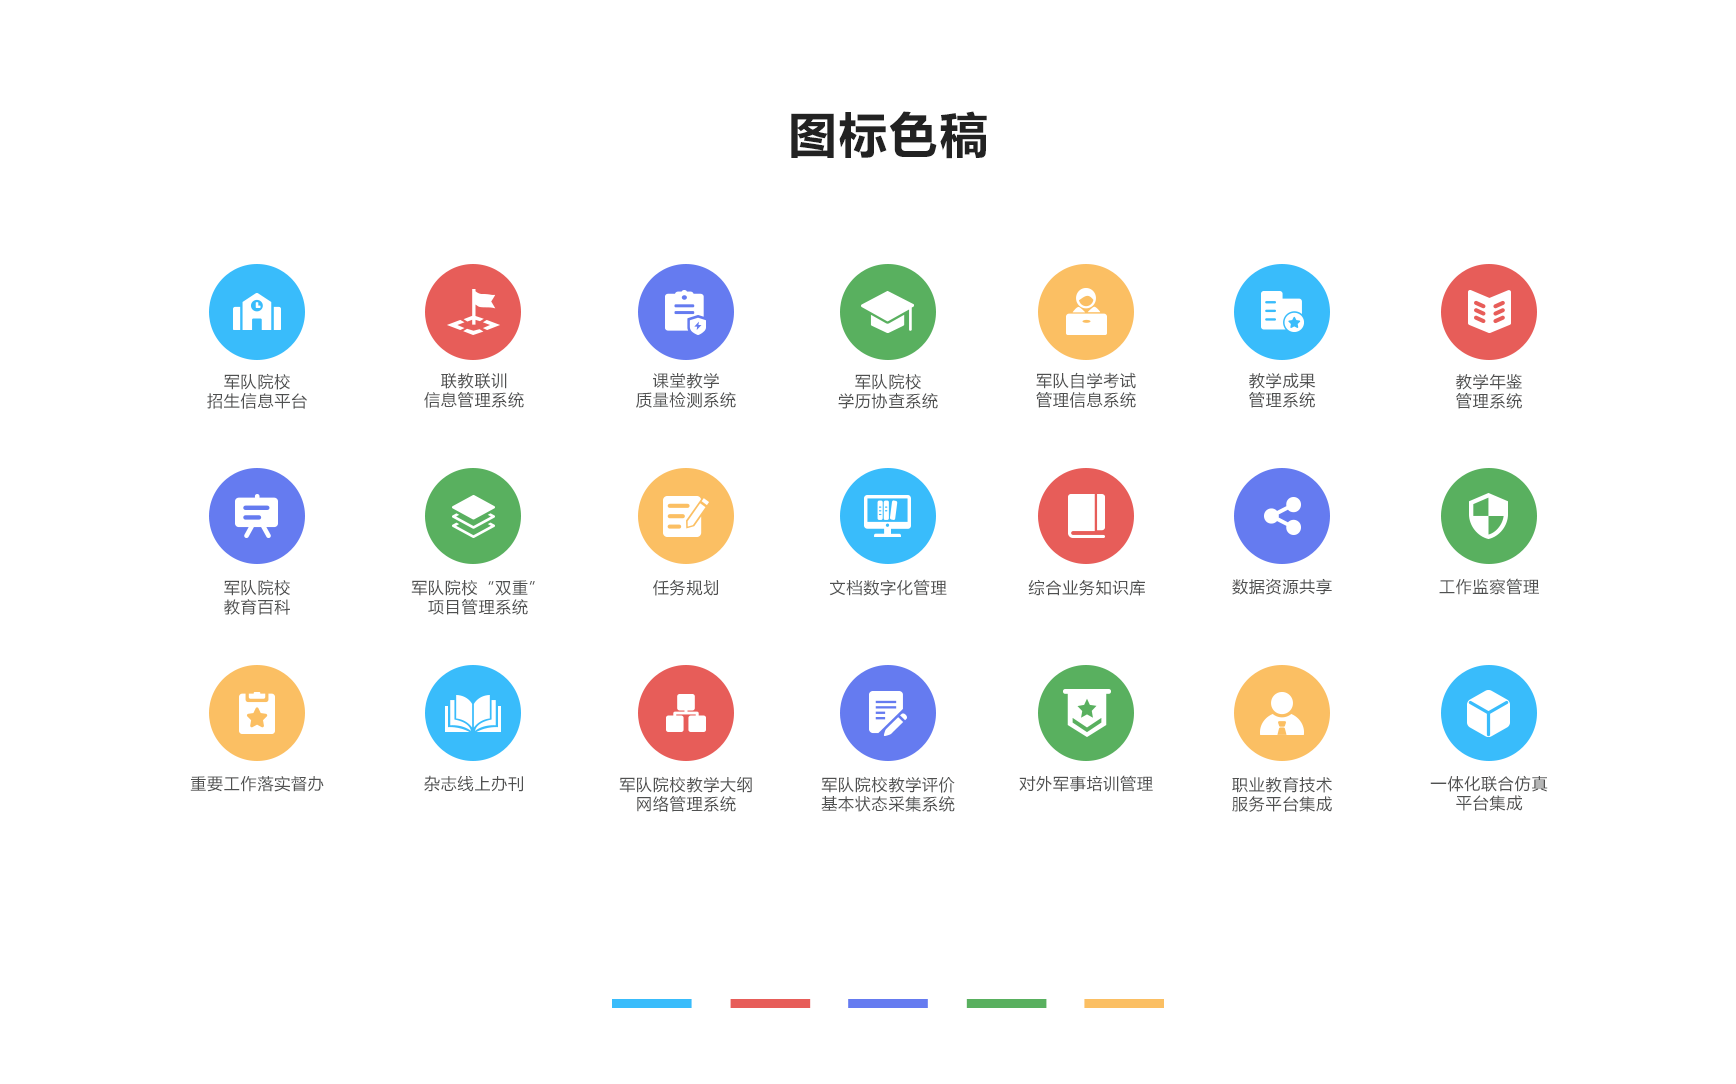 图标色稿
军队院校
招生信息平台
联教联训
信息管理系统
课堂教学
质量检测系统
军队院校
学历协查系统
军队自学考试
管理信息系统
教学成果
管理系统
教学年鉴
管理系统
军队院校
教育百科
军队院校“双重”
项目管理系统
任务规划
文档数字化管理
综合业务知识库
数据资源共享
工作监察管理
重要工作落实督办
杂志线上办刊
军队院校教学大纲
网络管理系统
军队院校教学评价
基本状态采集系统
对外军事培训管理
职业教育技术
服务平台集成
一体化联合仿真
平台集成